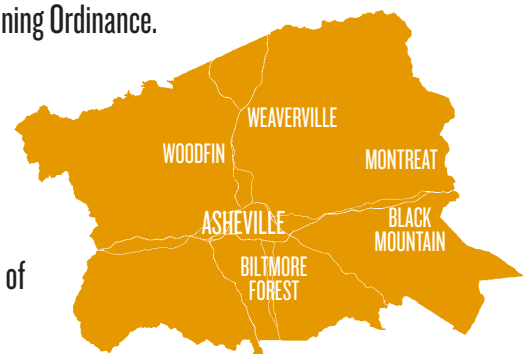 ning Ordinance.
WEAVERVILLE
WOODFIN
MONTREAT
ASHEVILLE
BLACK
MOUNTAIN
of
BILTMORE
FOREST